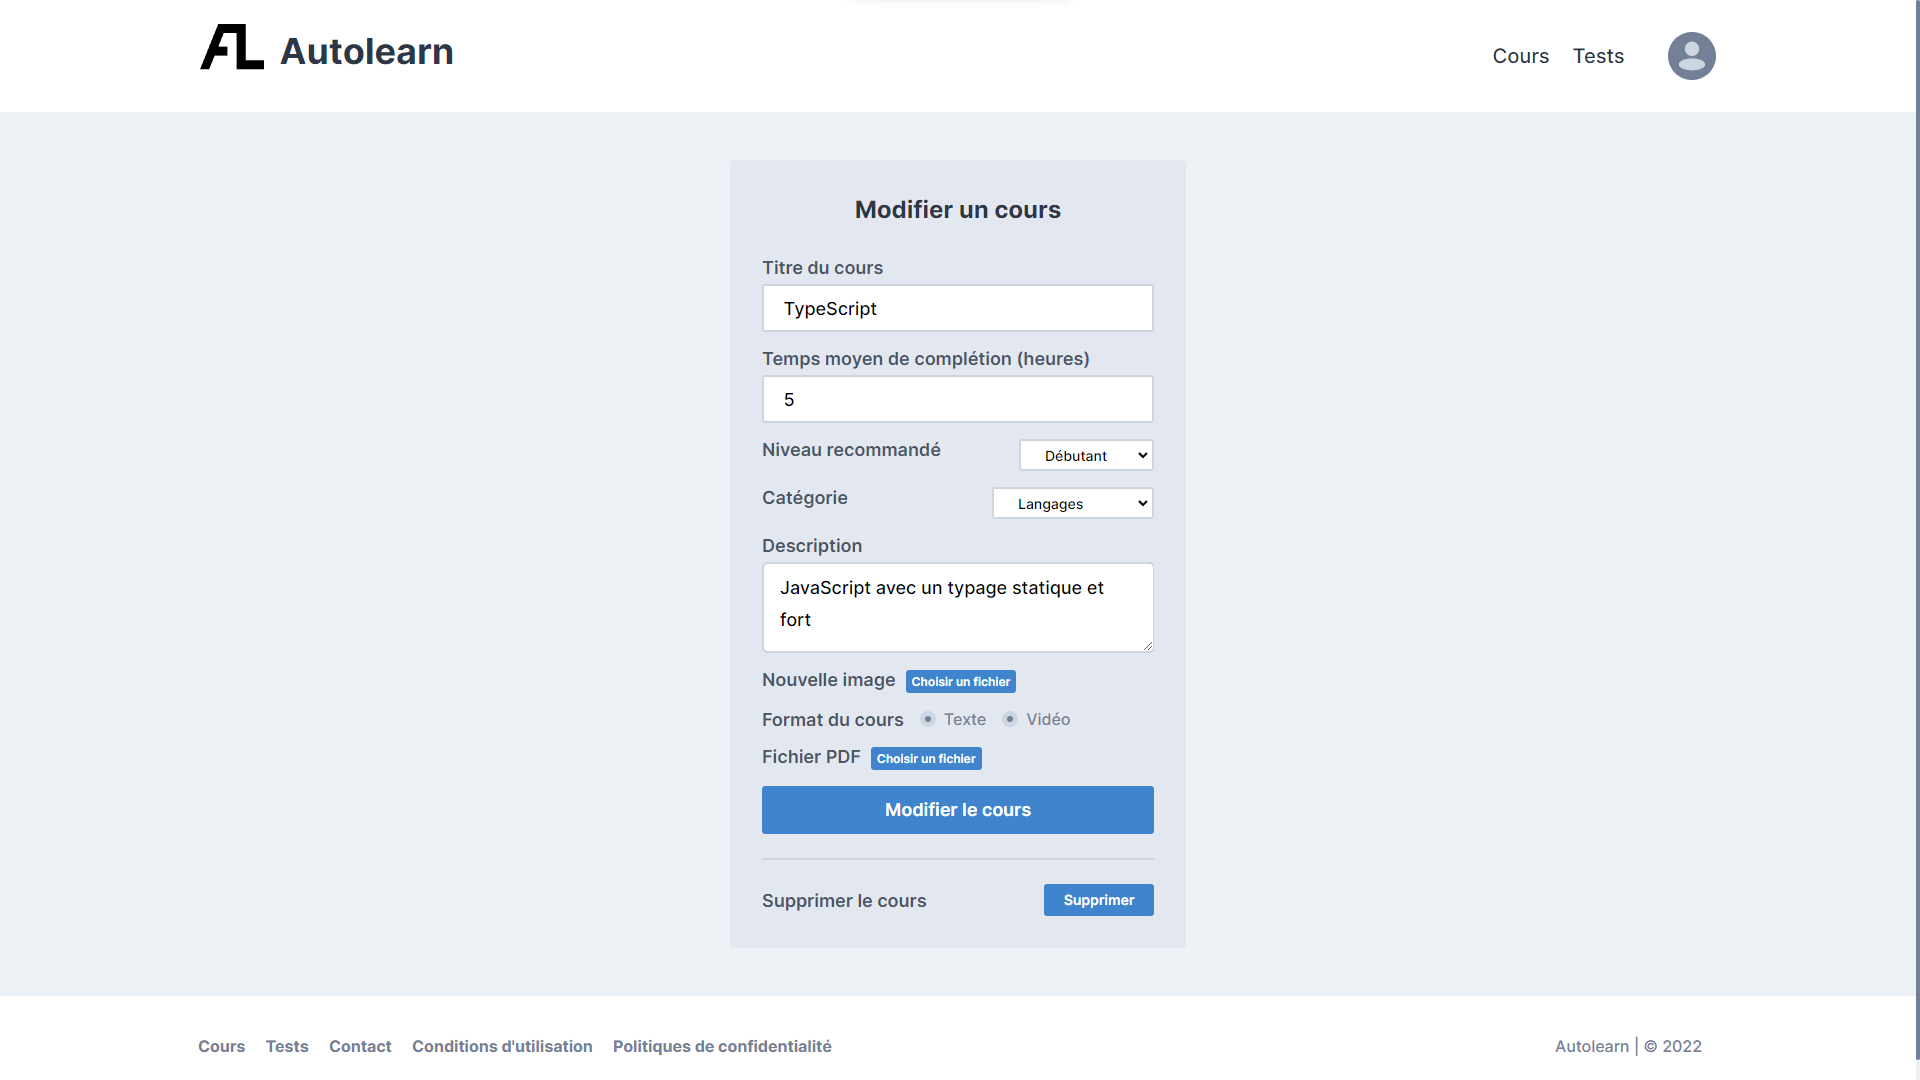 AL Autolearn
Cours Tests
Modifier un cours
Titre du cours
TypeScript
Temps moyen de complétion (heures)
5
Niveau recommandé Débutant
Catégorie Langages
Description
JavaScript avec un typage statique et
fort
Nouvelle image Choisir un fichier
Format du cours Texte Vidéo
Fichier PDF Choisir un fichier
Modifier le cours
Supprimer le cours Supprimer
Cours Tests Contact Conditions d'utilisation Politiques de confidentialité Autolearn | © 2022